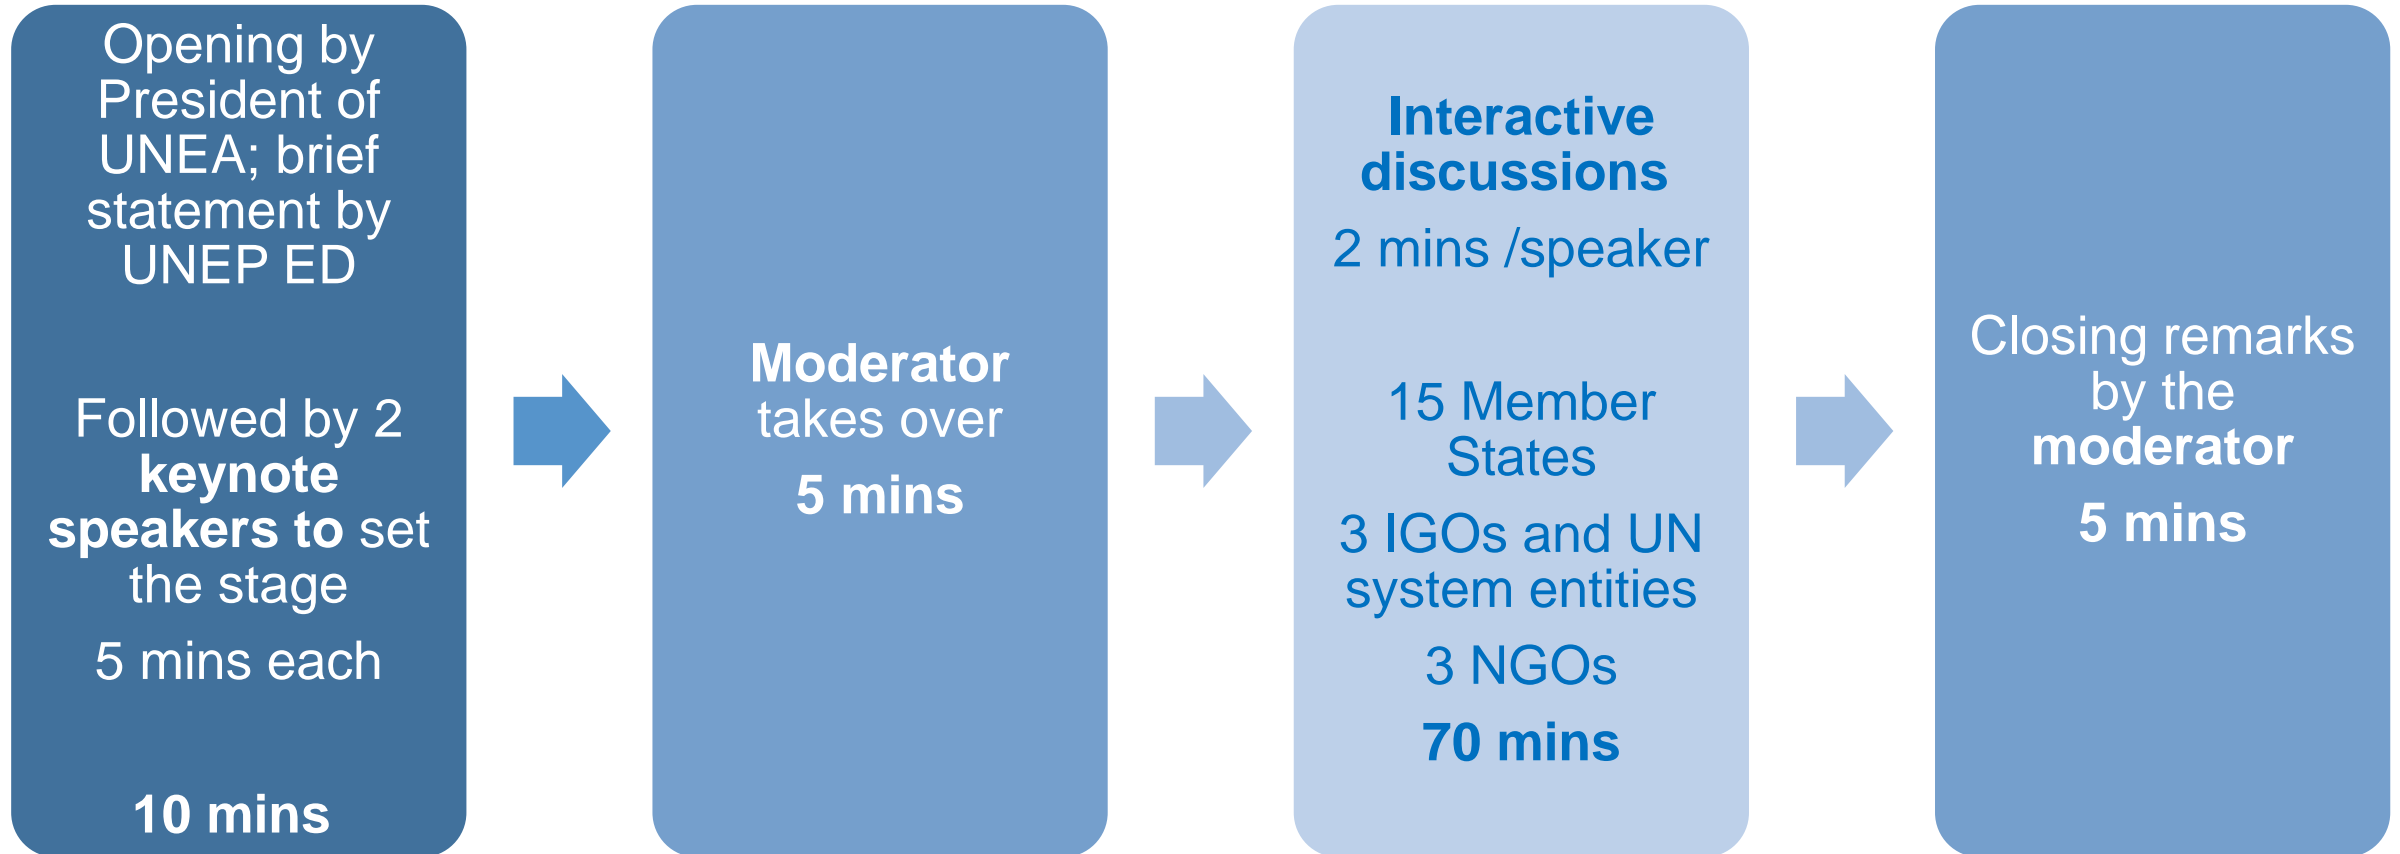 Opening by
President of
UNEA; brief
statement by
UNEP ED
Followed by 2
keynote
speakers to set
the stage
5 mins each
10 mins
Moderator
takes over
5 mins
Interactive
discussions
2 mins /speaker
15 Member
States
3 IGOs and UN
system entities
3 NGOs
70 mins
Closing remarks
by the
moderator
5 mins